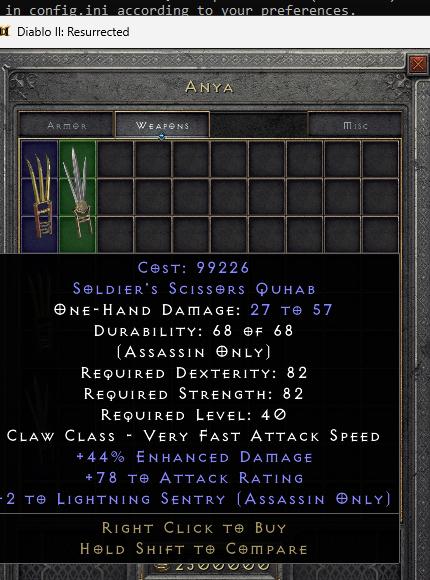 in config.ini according to your preferences.
Diablo II: Resurrected
Anya
Armor
Weapons
Misc
Cost: 99226
Soldier's Scissors Quhab
One-Hand Damage: 27 to 57
Durability: 68 of 68
(Assassin Only)
Required Dexterity: 82
Required Strength: 82
Required Level: 40
Claw Class - Very Fast Attack Speed
+44% Enhanced Damage
+78 to Attack Rating
2 to Lightning Sentry (Assassin Only)
Right Click to Buy
Hold Shift to Compare
2500000